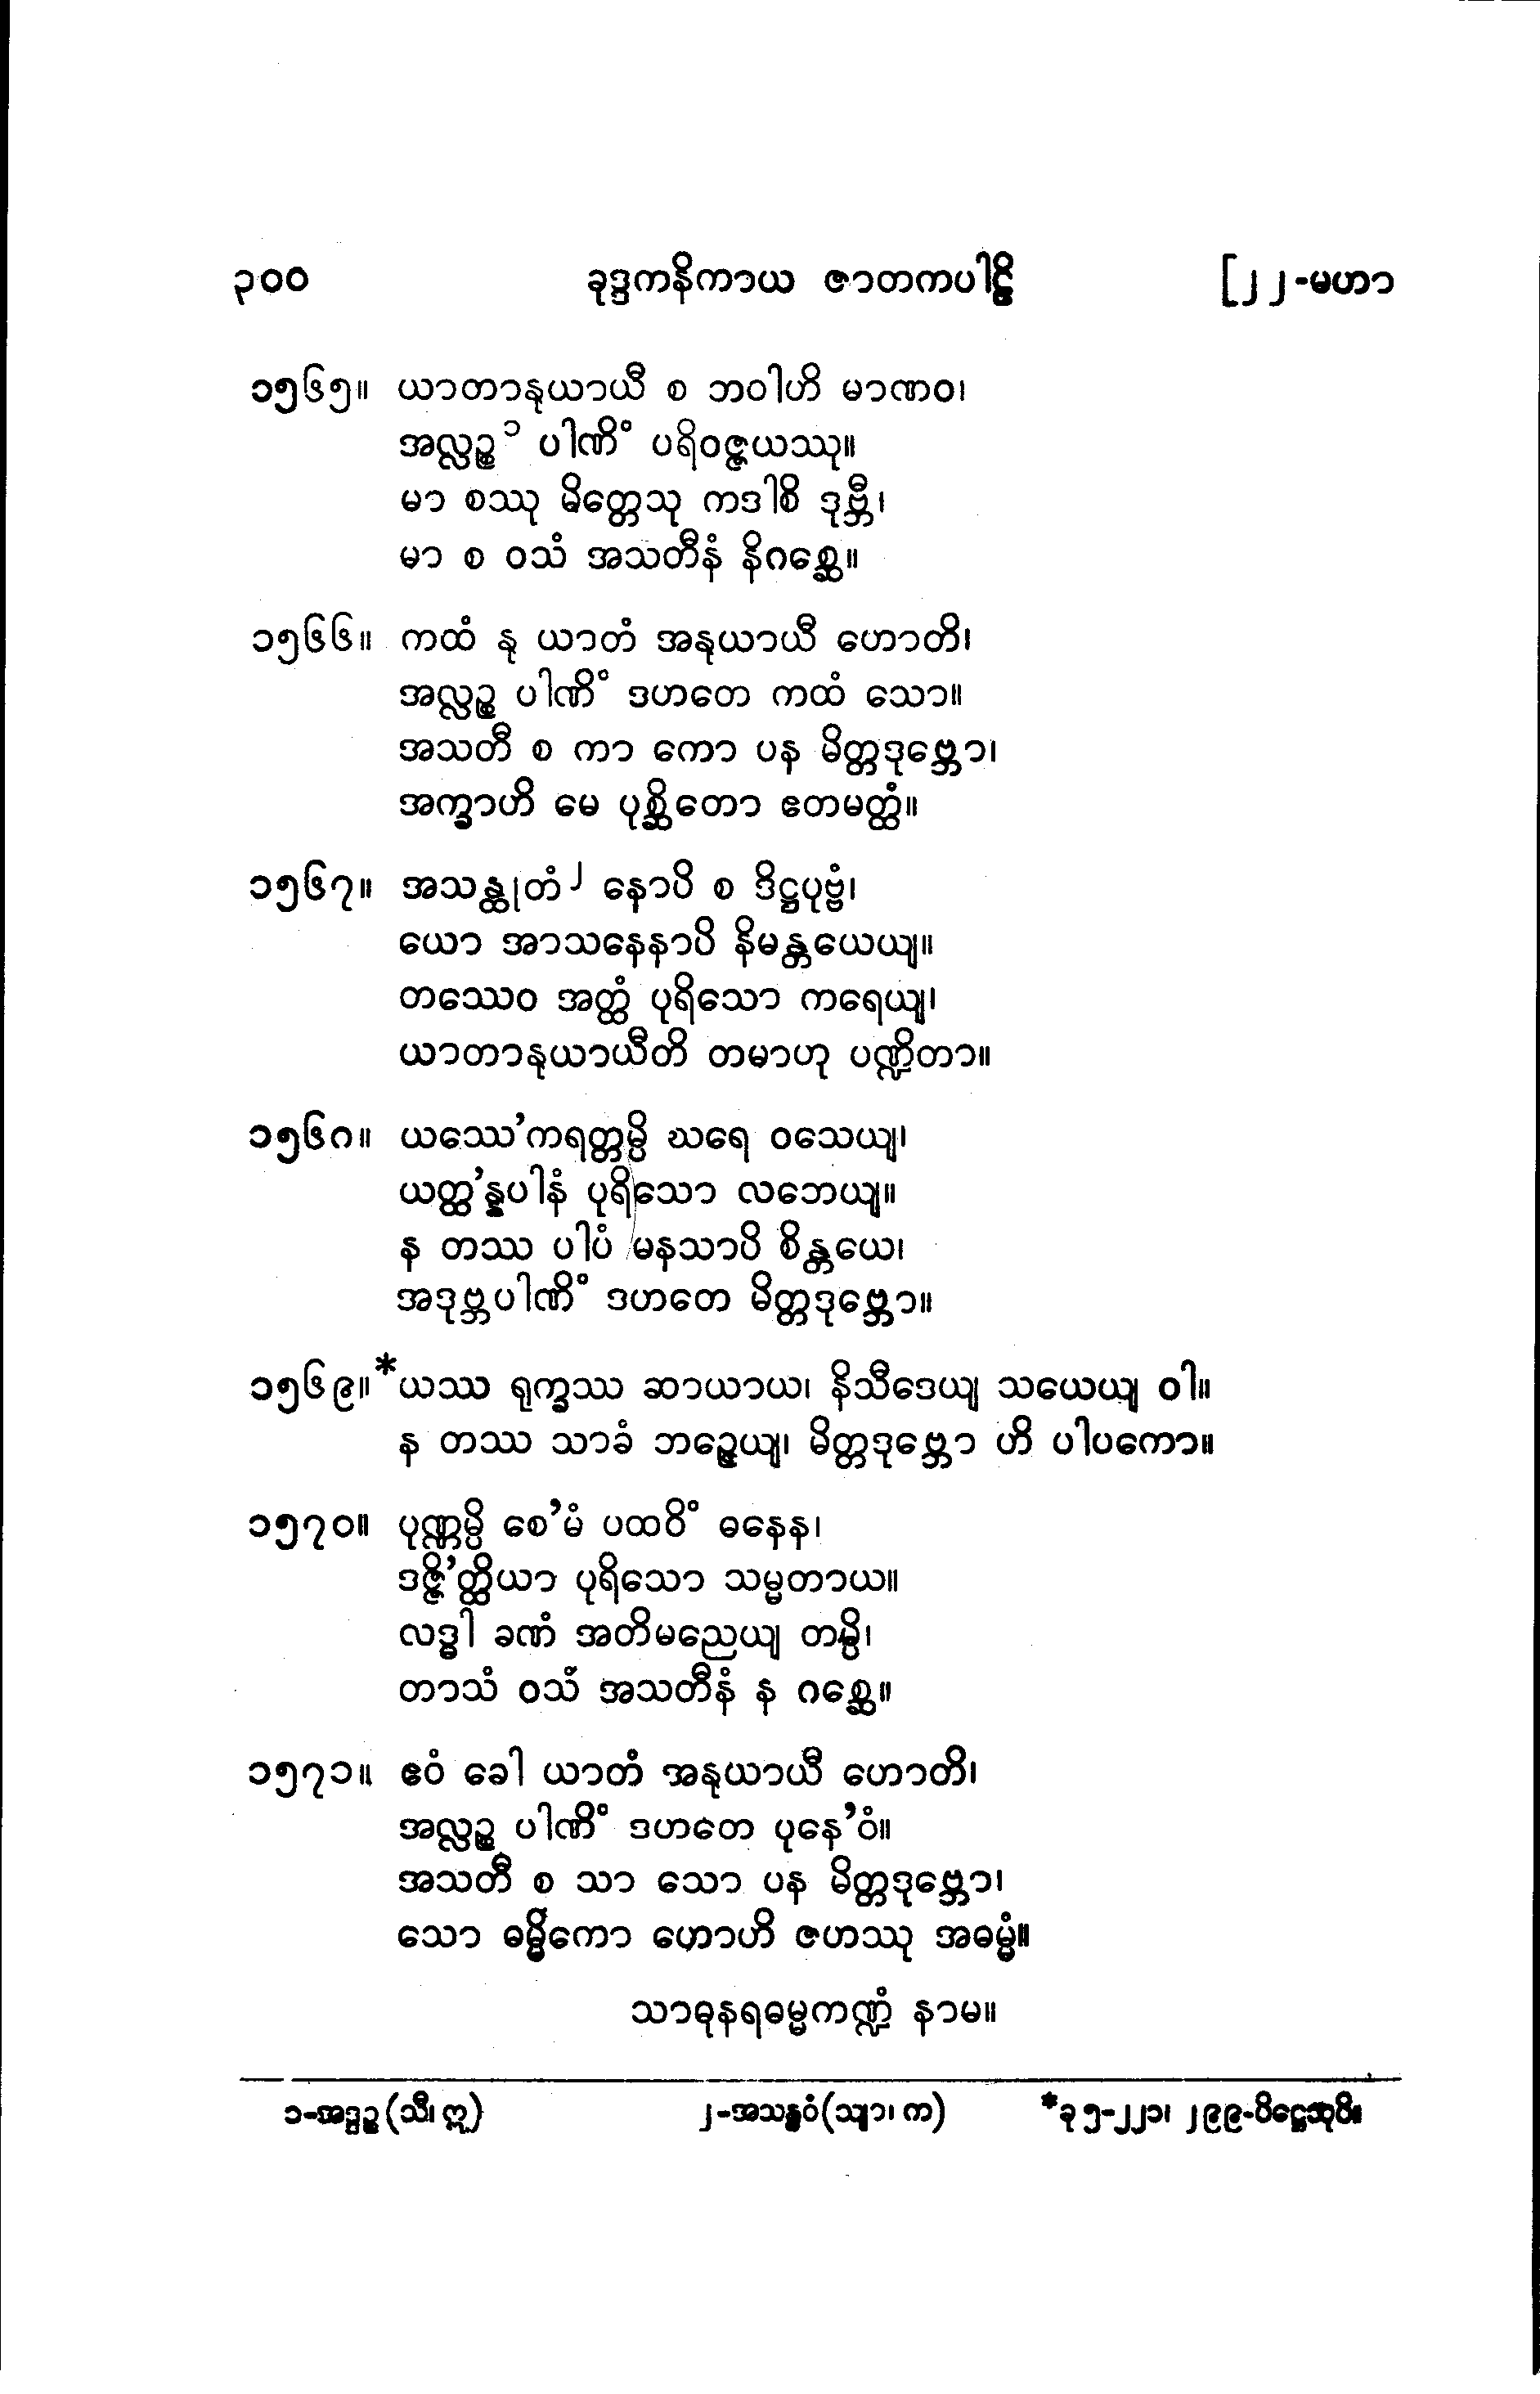 ၃၀၀ ခုဒ္ဒကနိကာယ ဇာတကပါဠိ [၂၂-မဟာ
၁၅၆၅။ ယာတာနုယာယီ စ ဘဝါဟိ မာဏဝ၊
အလ္လဉ္စ ၁ ပါဏိံ ပရိဝဇ္ဇယဿု။
မာ စဿု မိတ္တေသု ကဒါစိ ဒုဗ္ဘီ၊
မာ စ ဝသံ အသတီနံ နိဂစ္ဆေ။
၁၅၆၆။ ကထံ နု ယာတံ အနုယာယီ ဟောတိ၊
အလ္လဉ္စ ပါဏိံ ဒဟတေ ကထံ သော။
အသတီ စ ကာ ကော ပန မိတ္တဒုဗ္ဘော၊
အက္ခာဟိ မေ ပုစ္ဆိတော ဧတမတ္ထံ။
၁၅၆၇။ အသန္ထုတံ ၂ နောပိ စ ဒိဋ္ဌပုဗ္ဗံ၊
ယော အာသနေနာပိ နိမန္တယေယျ။
တဿေဝ အတ္ထံ ပုရိသော ကရေယျ၊
ယာတာနုယာယီတိ တမာဟု ပဏ္ဍိတာ။
၁၅၆၈။ ယဿေ’ကရတ္တမ္ပိ ဃရေ ဝသေယျ၊
ယတ္ထ’န္နပါနံ ပုရိသော လဘေယျ။
န တဿ ပါပံ မနသာပိ စိန္တယေ၊
အဒုဗ္ဘပါဏိံ ဒဟတေ မိတ္တဒုဗ္ဘော။
၁၅၆၉။ *ယဿ ရုက္ခဿ ဆာယာယ၊ နိသီဒေယျ သယေယျ ဝါ။
န တဿ သာခံ ဘဉ္ဇေယျ၊ မိတ္တဒုဗ္ဘော ဟိ ပါပကော။
၁၅၇၀။ ပုဏ္ဏမ္ပိ စေ’မံ ပထဝိံ ဓနေန၊
ဒဇ္ဇိ’တ္ထိယာ ပုရိသော သမ္မတာယ။
လဒ္ဓါ ခဏံ အတိမညေယျ တမ္ပိ၊
တာသံ ဝသံ အသတီနံ န ဂစ္ဆေ။
၁၅၇၁။ ဧဝံ ခေါ ယာတံ အနုယာယီ ဟောတိ၊
အလ္လဉ္စ ပါဏိံ ဒဟတေ ပုနေ’ဝံ။
အသတီ စ သာ သော ပန မိတ္တဒုဗ္ဘော၊
သော ဓမ္မိကော ဟောဟိ ဇဟဿု အဓမ္မံ။
သာဓုနရဓမ္မကဏ္ဍံ နာမ။
၁-အဒ္ဒဉ္စ (သီ၊ ဣ) ၂-အသန္ဓဝံ (သျာ၊ က) *ခု ၅-၂၂၁၊ ၂၉၉-ပိဋ္ဌေသုပိ။